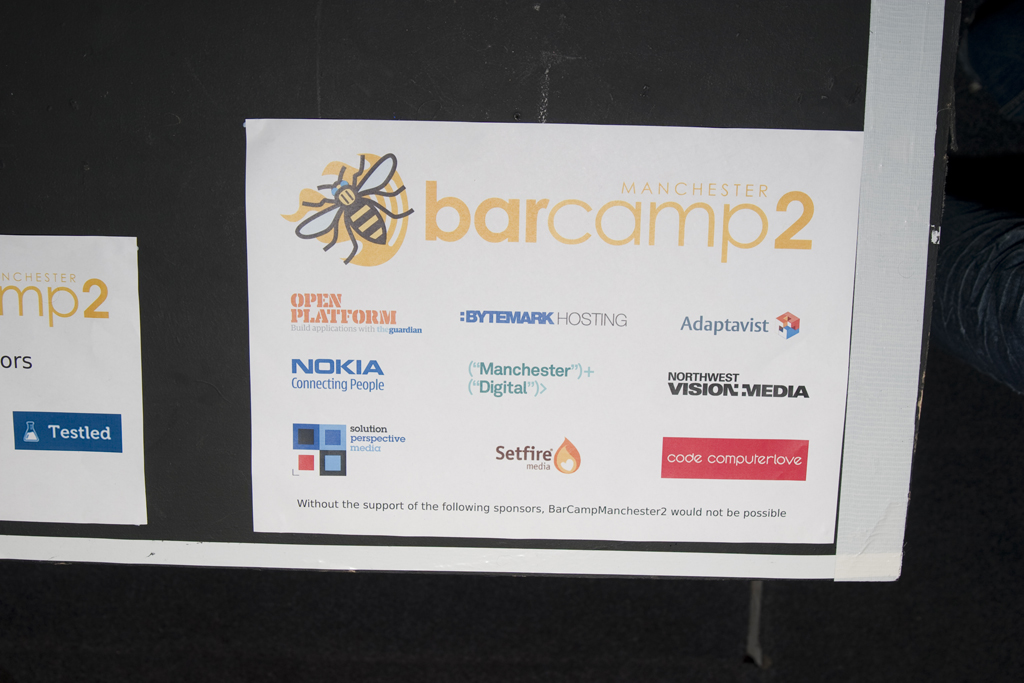 NCHESTER
mp2
ors
Testled
MANCHESTER
barcamp2
OPEN
PLATFORM
Build applications with the guardian
:BYTEMARK HOSTING
Adaptavist
NOKIA
Connecting People
("Manchester")+
("Digital")>
NORTHWEST
VISION+MEDIA
solution
perspective
media
Setfire
media
code computerlove
Without the support of the following sponsors, BarCampManchester2 would not be possible